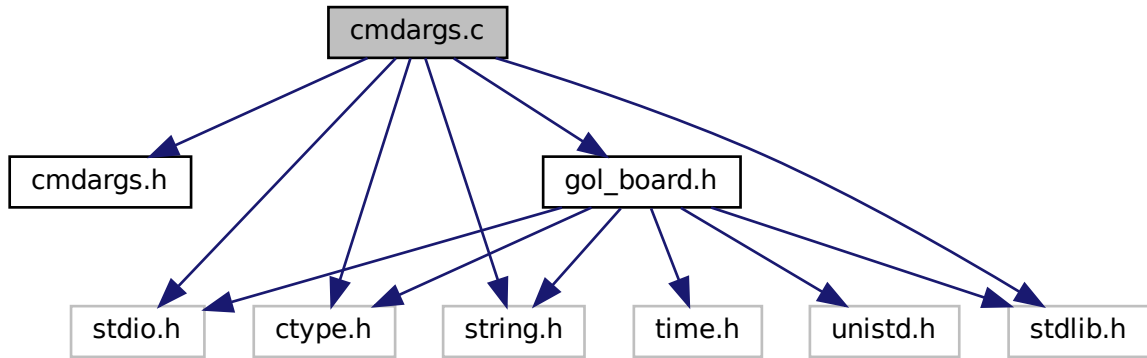 cmdargs.c
cmdargs.h
gol_board.h
stdio.h
ctype.h
string.h
time.h
unistd.h
stdlib.h